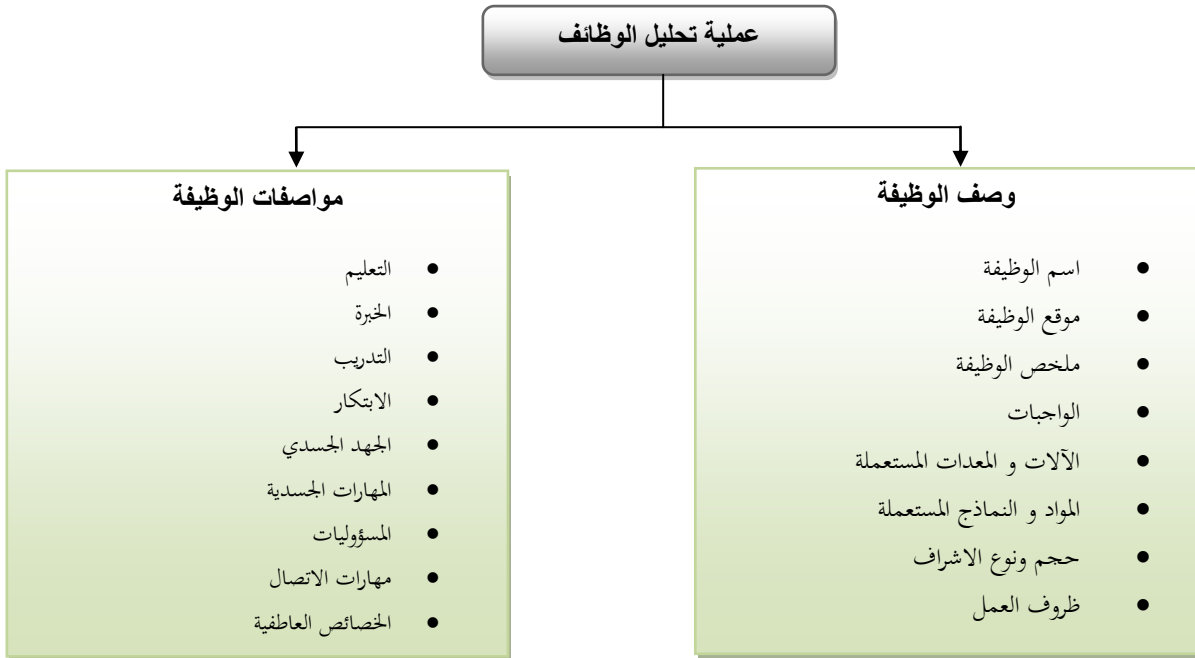 عملية تحليل الوظائف
وصف الوظيفة
● اسم الوظيفة
● موقع الوظيفة
● ملخص الوظيفة
● الواجبات
● الآلات و المعدات المستعملة
● المواد و النماذج المستعملة
● حجم ونوع الاشراف
● ظروف العمل
مواصفات الوظيفة
● التعليم
● الخبرة
● التدريب
● الابتكار
● الجهد الجسدي
● المهارات الجسدية
● المسؤوليات
● مهارات الاتصال
● الخصائص العاطفية